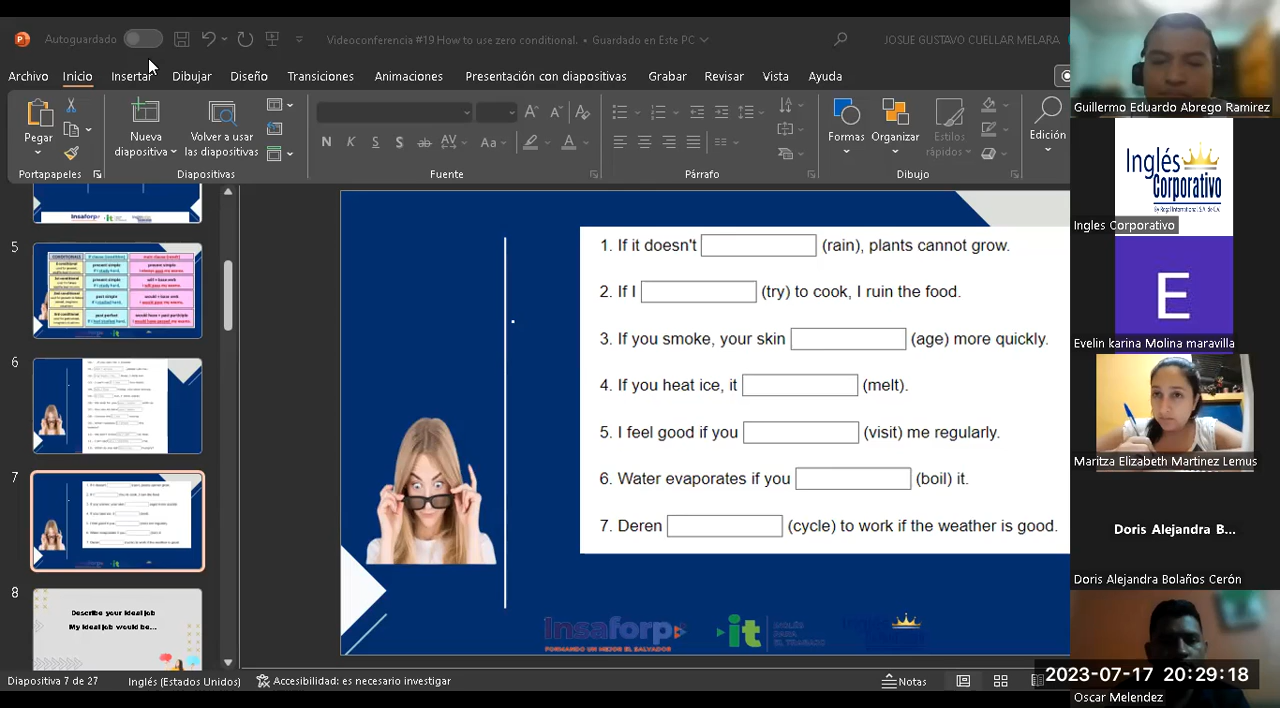 Autoguardado
Videoconferencia #19 How to use zero conditional. • Guardado en Este PC
JOSUE GUSTAVO CUELLAR MELARA
Archivo Inicio Insertar Dibujar Diseño Transiciones Animaciones Presentación con diapositivas Grabar Revisar Vista Ayuda
Pegar
Nueva diapositiva
Volver a usar las diapositivas
Formas
Organizar
Estilos rápidos
Edición
Portapapeles
Diapositivas
Fuente
Párrafo
Dibujo
5
6
7
8
Describe your ideal job
My ideal job would be...
1. If it doesn't (rain), plants cannot grow.
2. If I (try) to cook, I ruin the food.
3. If you smoke, your skin (age) more quickly.
4. If you heat ice, it (melt).
5. I feel good if you (visit) me regularly.
6. Water evaporates if you (boil) it.
7. Deren (cycle) to work if the weather is good.
Insaforp
FORMANDO UN MEJOR EL SALVADOR
it
INGLÉS
PARA
EL TRABAJO
Diapositiva 7 de 27
Inglés (Estados Unidos)
Accesibilidad: es necesario investigar
Notas
Guillermo Eduardo Abrego Ramirez
Inglés
Corporativo
Ingles Corporativo
E
Evelin karina Molina maravilla
Maritza Elizabeth Martinez Lemus
Doris Alejandra B...
Doris Alejandra Bolaños Cerón
2023-07-17 20:29:18
Oscar Melendez